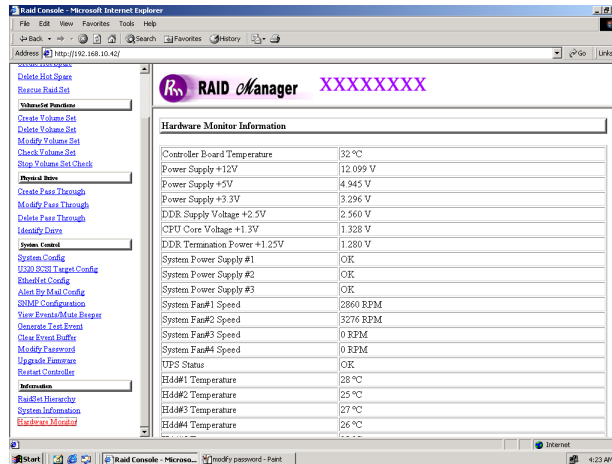 Raid Console - Microsoft Internet Explorer
File Edit View Favorites Tools Help
Back Search Favorites History
Address http://192.168.10.42/ Go Links
Delete Hot Spare
Rescue Raid Set
VolumeSet Functions
Create Volume Set
Delete Volume Set
Modify Volume Set
Check Volume Set
Stop Volume Set Check
Physical Drive
Create Pass Through
Modify Pass Through
Delete Pass Through
Identify Drive
System Control
System Config
U320 SCSI Target Config
EtherNet Config
Alert By Mail Config
SNMP Configuration
View Events/Mute Beeper
Generate Test Event
Clear Event Buffer
Modify Password
Upgrade Firmware
Restart Controller
Information
RaidSet Hierarchy
System Information
Hardware Monitor
RM RAID Manager XXXXXXXX
Hardware Monitor Information
Controller Board Temperature 32 ºC
Power Supply +12V 12.099 V
Power Supply +5V 4.945 V
Power Supply +3.3V 3.296 V
DDR Supply Voltage +2.5V 2.560 V
CPU Core Voltage +1.3V 1.328 V
DDR Termination Power +1.25V 1.280 V
System Power Supply #1 OK
System Power Supply #2 OK
System Power Supply #3 OK
System Fan#1 Speed 2860 RPM
System Fan#2 Speed 3276 RPM
System Fan#3 Speed 0 RPM
System Fan#4 Speed 0 RPM
UPS Status OK
Hdd#1 Temperature 28 ºC
Hdd#2 Temperature 25 ºC
Hdd#3 Temperature 27 ºC
Hdd#4 Temperature 26 ºC
Internet
Start Raid Console - Microso... modify password - Paint 4:23 AM